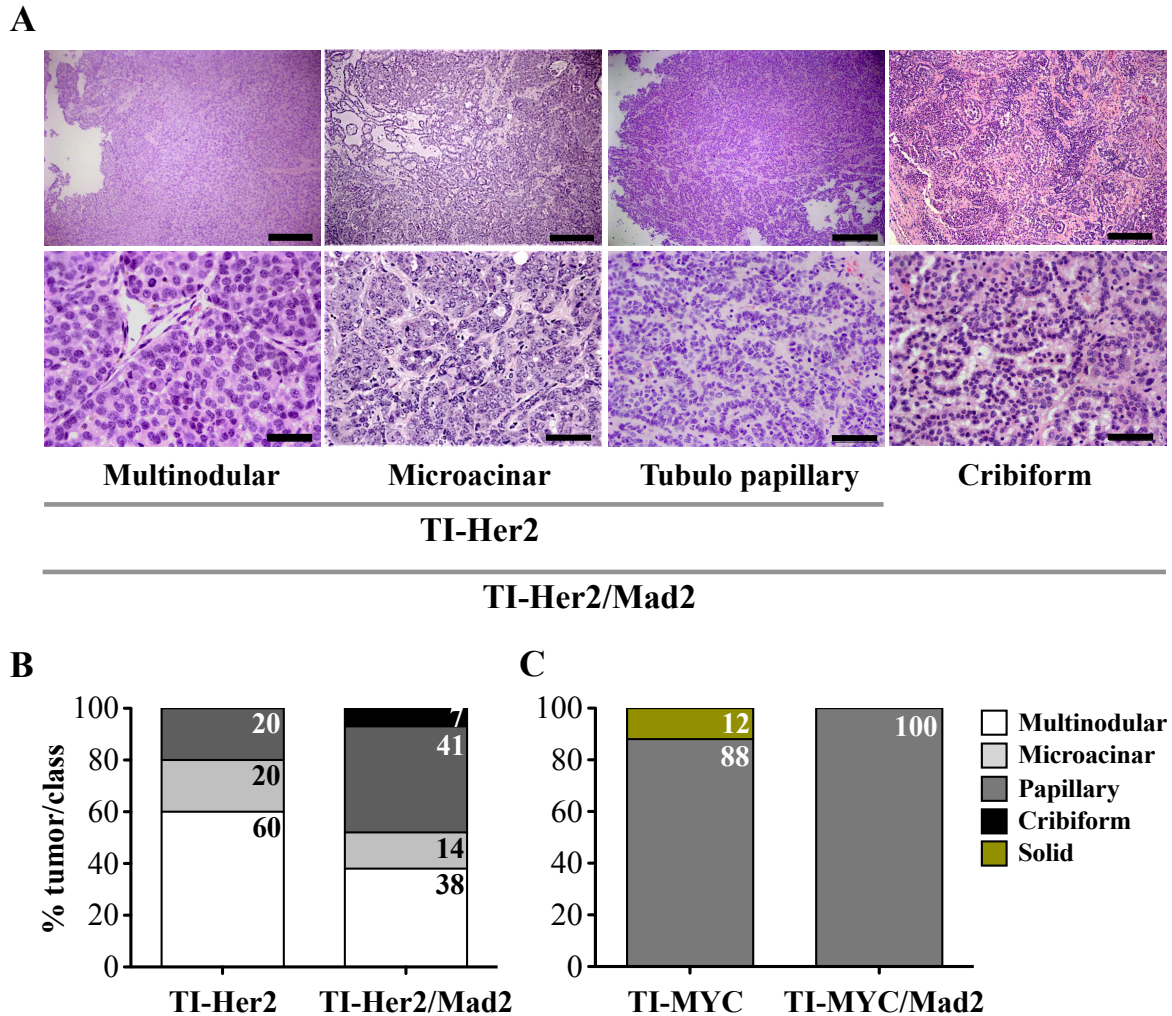 A
Multinodular Microacinar Tubulo papillary Cribiform
TI-Her2
TI-Her2/Mad2
B
% tumor/class
100
80
60
40
20
0
20
20
60
7
41
14
38
TI-Her2 TI-Her2/Mad2
C
100
80
60
40
20
0
12
88
100
TI-MYC TI-MYC/Mad2
Multinodular
Microacinar
Papillary
Cribiform
Solid